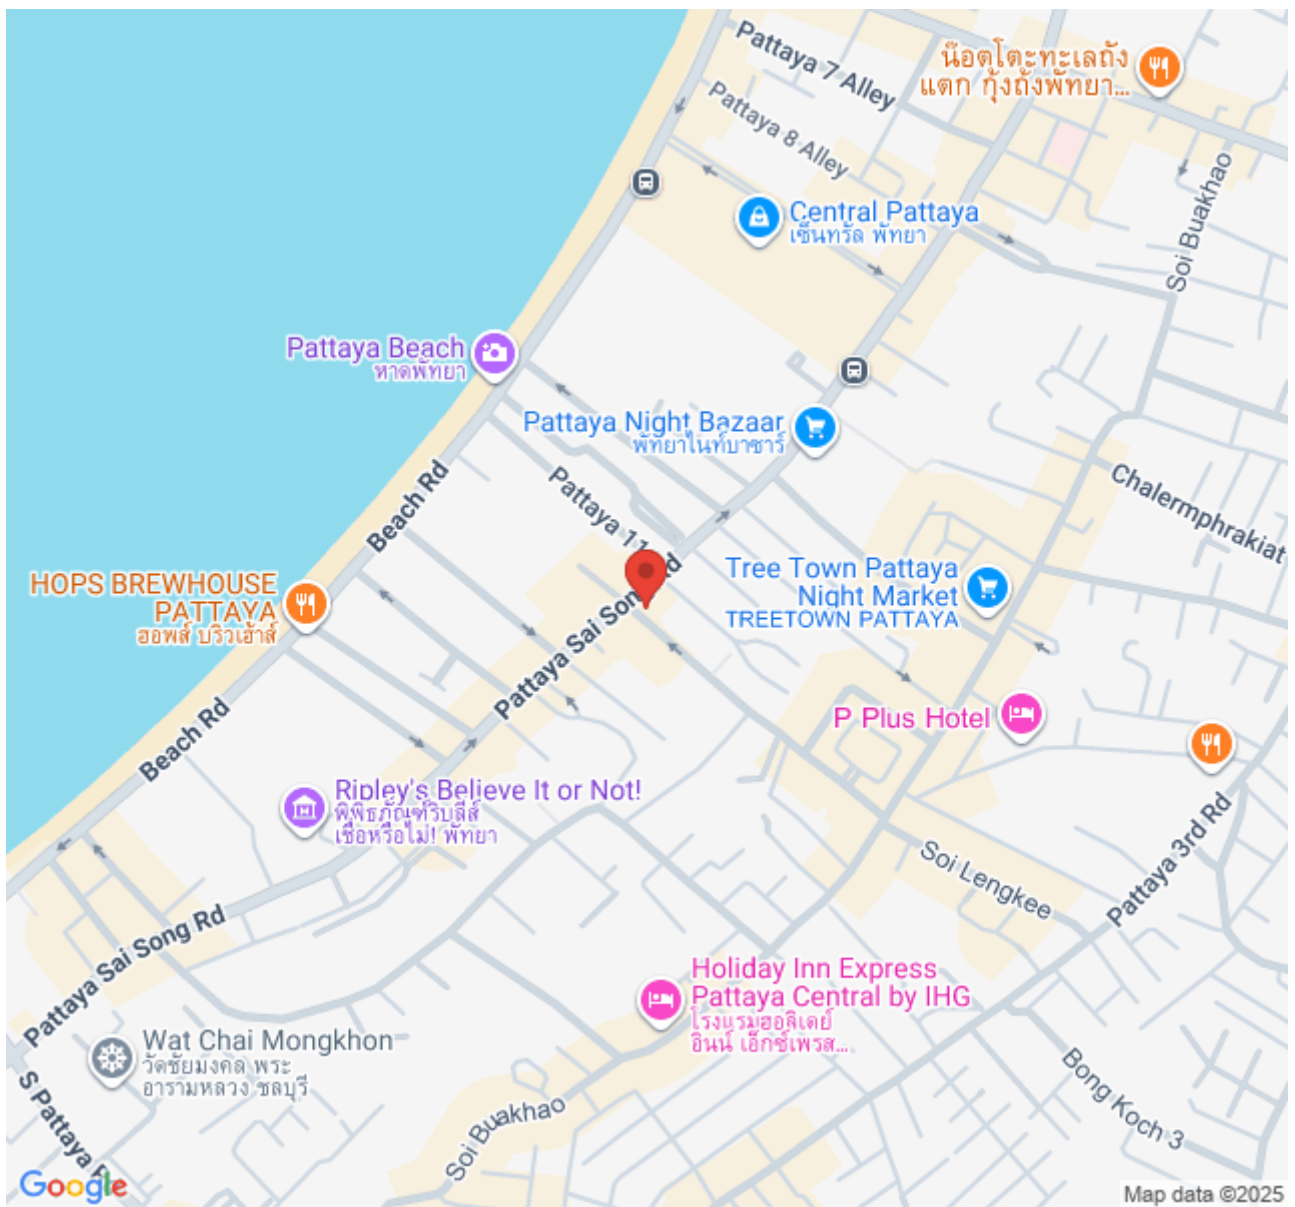 Pattaya 7 Alley
น๊อตโตะทะเลถัง
แตก กุ้งถังพัทยา...
Pattaya 8 Alley
Soi Buakhao
Central Pattaya
เซ็นทรัล พัทยา
Pattaya Beach
หาดพัทยา
Pattaya Night Bazaar
พัทยาไนท์บาซาร์
Beach Rd
Pattaya 11
Chalermphrakiat
HOPS BREWHOUSE
PATTAYA
ฮอพส์ บริวเฮ้าส์
Tree Town Pattaya
Night Market
TREETOWN PATTAYA
Pattaya Sai Song Rd
Beach Rd
P Plus Hotel
Ripley's Believe It or Not!
พิพิธภัณฑ์ริบลีส์
เชื่อหรือไม่! พัทยา
Soi Lengkee
Pattaya 3rd Rd
Pattaya Sai Song Rd
Holiday Inn Express
Pattaya Central by IHG
โรงแรมฮอลิเดย์
อินน์ เอ็กซ์เพรส...
Wat Chai Mongkhon
วัดชัยมงคล พระ
อารามหลวง ชลบุรี
S Pattaya R
Soi Buakhao
Bong Koch 3
Google
Map data ©2025